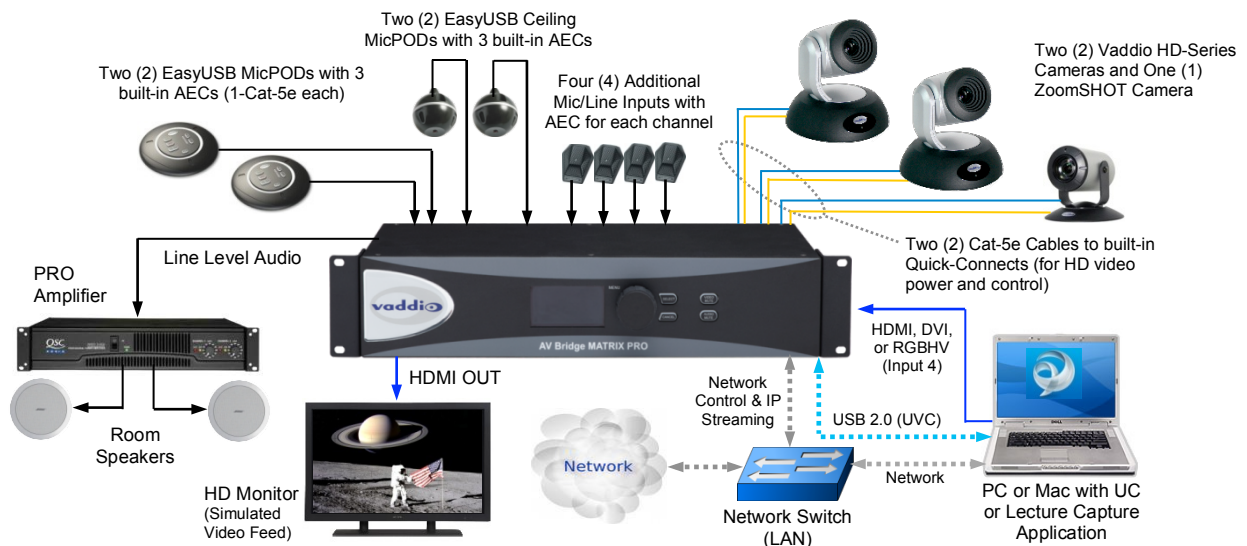 Two (2) EasyUSB Ceiling
MicPODs with 3 built-in AECs
Two (2) EasyUSB MicPODs with 3
built-in AECs (1-Cat-5e each)
Four (4) Additional
Mic/Line Inputs with
AEC for each channel
Two (2) Vaddio HD-Series
Cameras and One (1)
ZoomSHOT Camera
Two (2) Cat-5e Cables to built-in
Quick-Connects (for HD video
power and control)
Line Level Audio
PRO
Amplifier
QSC
AUDIO
Room
Speakers
vaddio
MENU
AV Bridge MATRIX PRO
HDMI OUT
HD Monitor
(Simulated
Video Feed)
Network
Control & IP
Streaming
HDMI, DVI,
or RGBHV
(Input 4)
USB 2.0 (UVC)
Network
Network
Network Switch
(LAN)
DELL
PC or Mac with UC
or Lecture Capture
Application